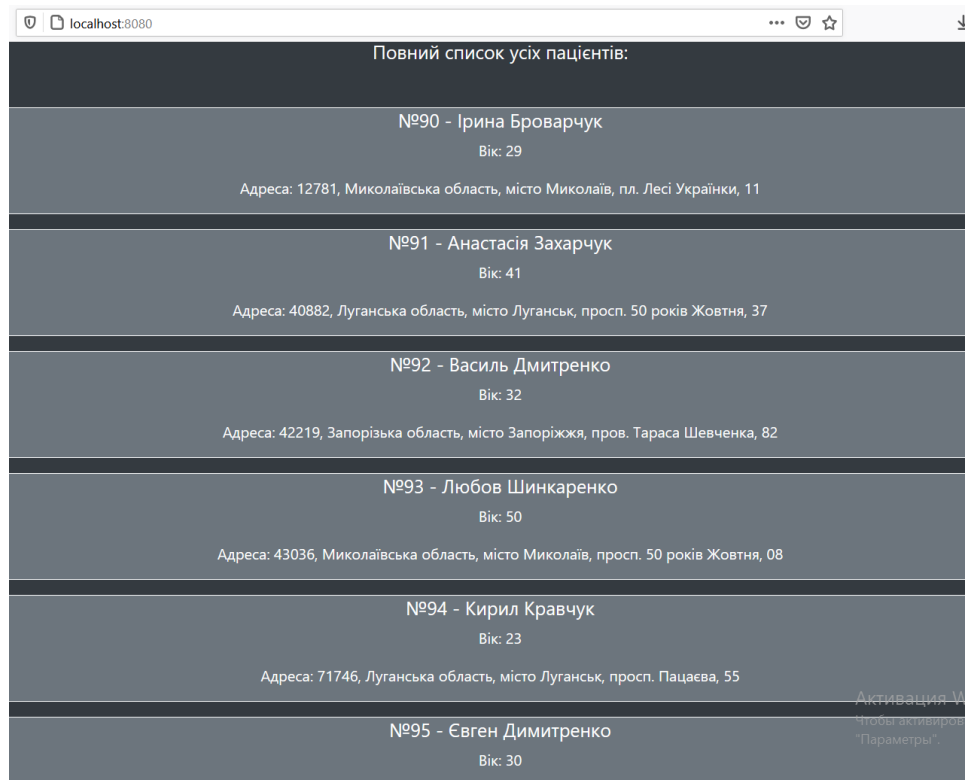 localhost:8080
Повний список усіх пацієнтів:
№90 - Ірина Броварчук
Вік: 29
Адреса: 12781, Миколаївська область, місто Миколаїв, пл. Лесі Українки, 11
№91 - Анастасія Захарчук
Вік: 41
Адреса: 40882, Луганська область, місто Луганськ, просп. 50 років Жовтня, 37
№92 - Василь Дмитренко
Вік: 32
Адреса: 42219, Запорізька область, місто Запоріжжя, пров. Тараса Шевченка, 82
№93 - Любов Шинкаренко
Вік: 50
Адреса: 43036, Миколаївська область, місто Миколаїв, просп. 50 років Жовтня, 08
№94 - Кирил Кравчук
Вік: 23
Адреса: 71746, Луганська область, місто Луганськ, просп. Пацаєва, 55
Активация W
Чтобы активиров
"Параметры".
№95 - Євген Димитренко
Вік: 30